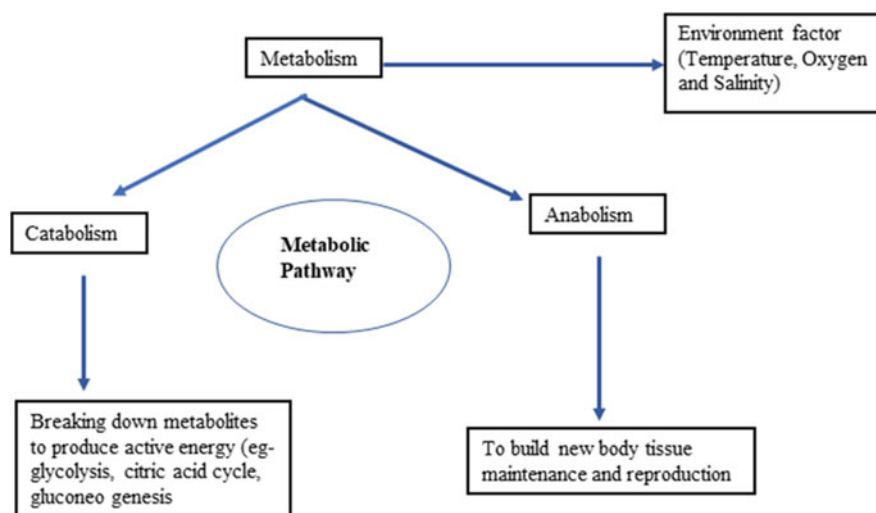 Environment factor
(Temperature, Oxygen
and Salinity)
Metabolism
Catabolism
Anabolism
Metabolic
Pathway
Breaking down metabolites
to produce active energy (eg-
glycolysis, citric acid cycle,
gluconeo genesis
To build new body tissue
maintenance and reproduction